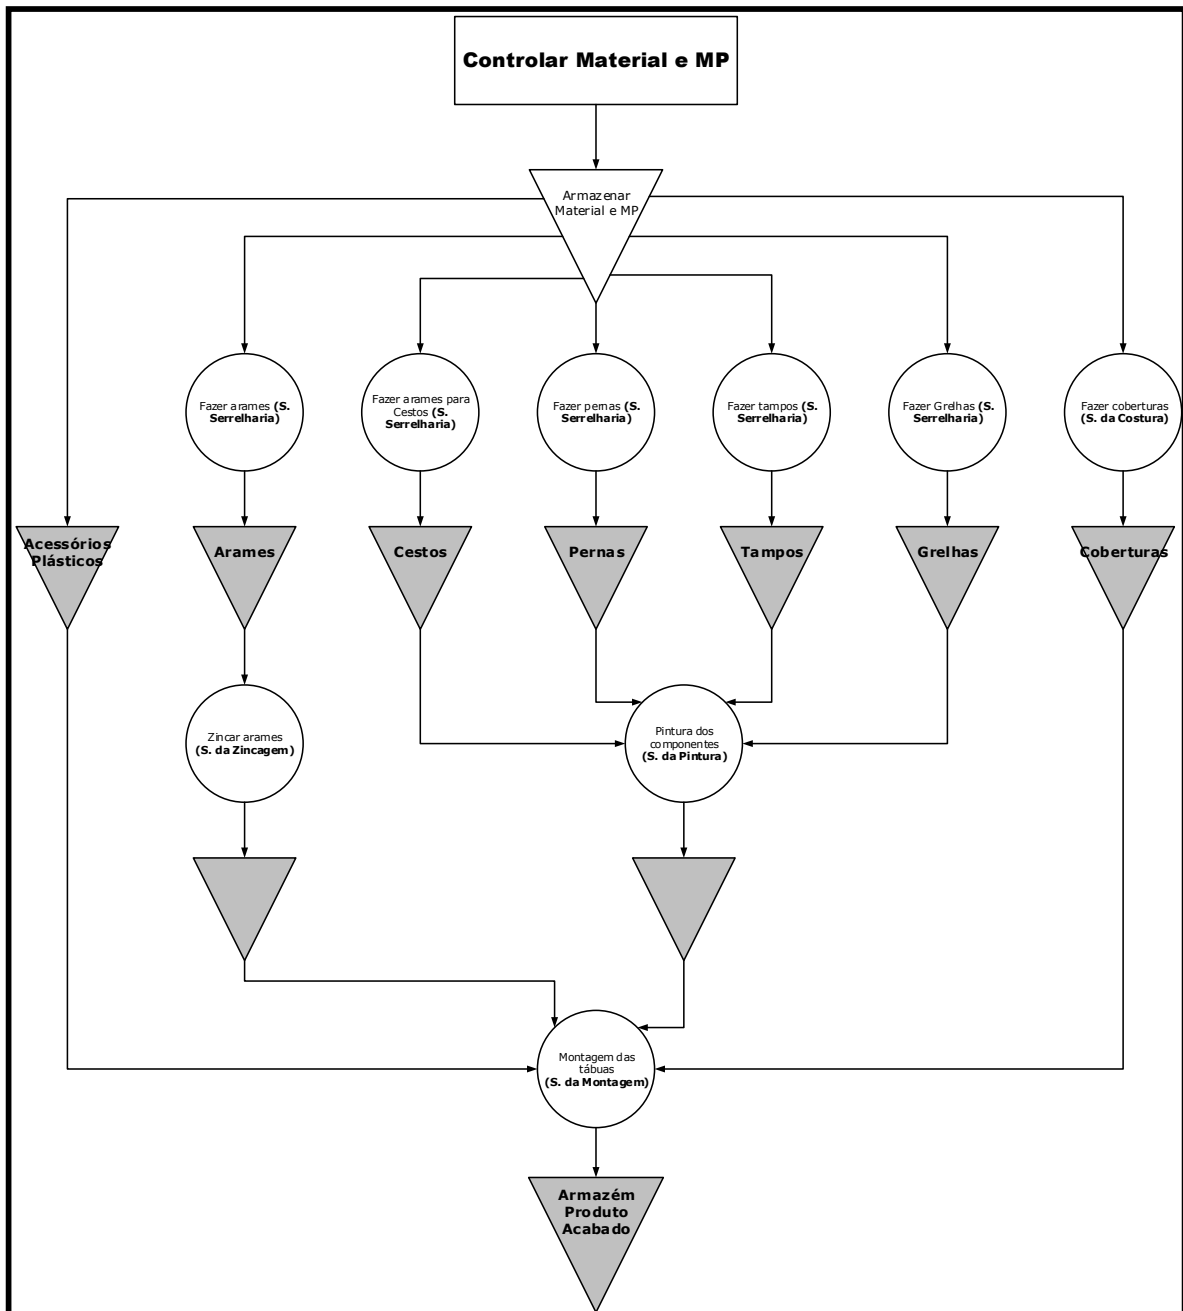 Controlar Material e MP
Armazenar
Material e MP
Fazer arames (S.
Serrelharia)
Fazer arames para
Cestos (S.
Serrelharia)
Fazer pernas (S.
Serrelharia)
Fazer tampos (S.
Serrelharia)
Fazer Grelhas (S.
Serrelharia)
Fazer coberturas
(S. da Costura)
Acessórios
Plásticos
Arames
Cestos
Pernas
Tampos
Grelhas
Coberturas
Zincar arames
(S. da Zincagem)
Pintura dos
componentes
(S. da Pintura)
Montagem das
tábuas
(S. da Montagem)
Armazém
Produto
Acabado